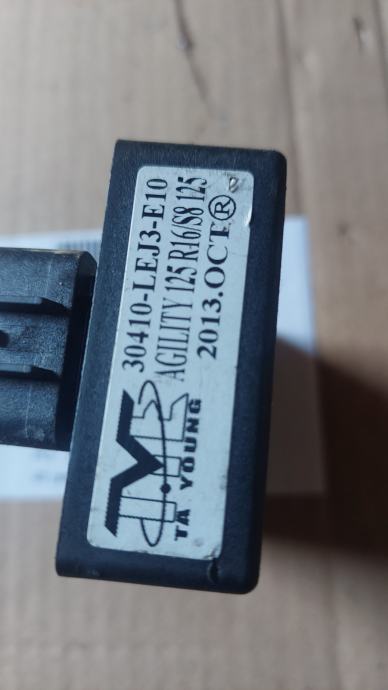 30410-LEJ3-E10
AGILITY 125 R16/S8 125
2013.OCT®
TA YOUNG